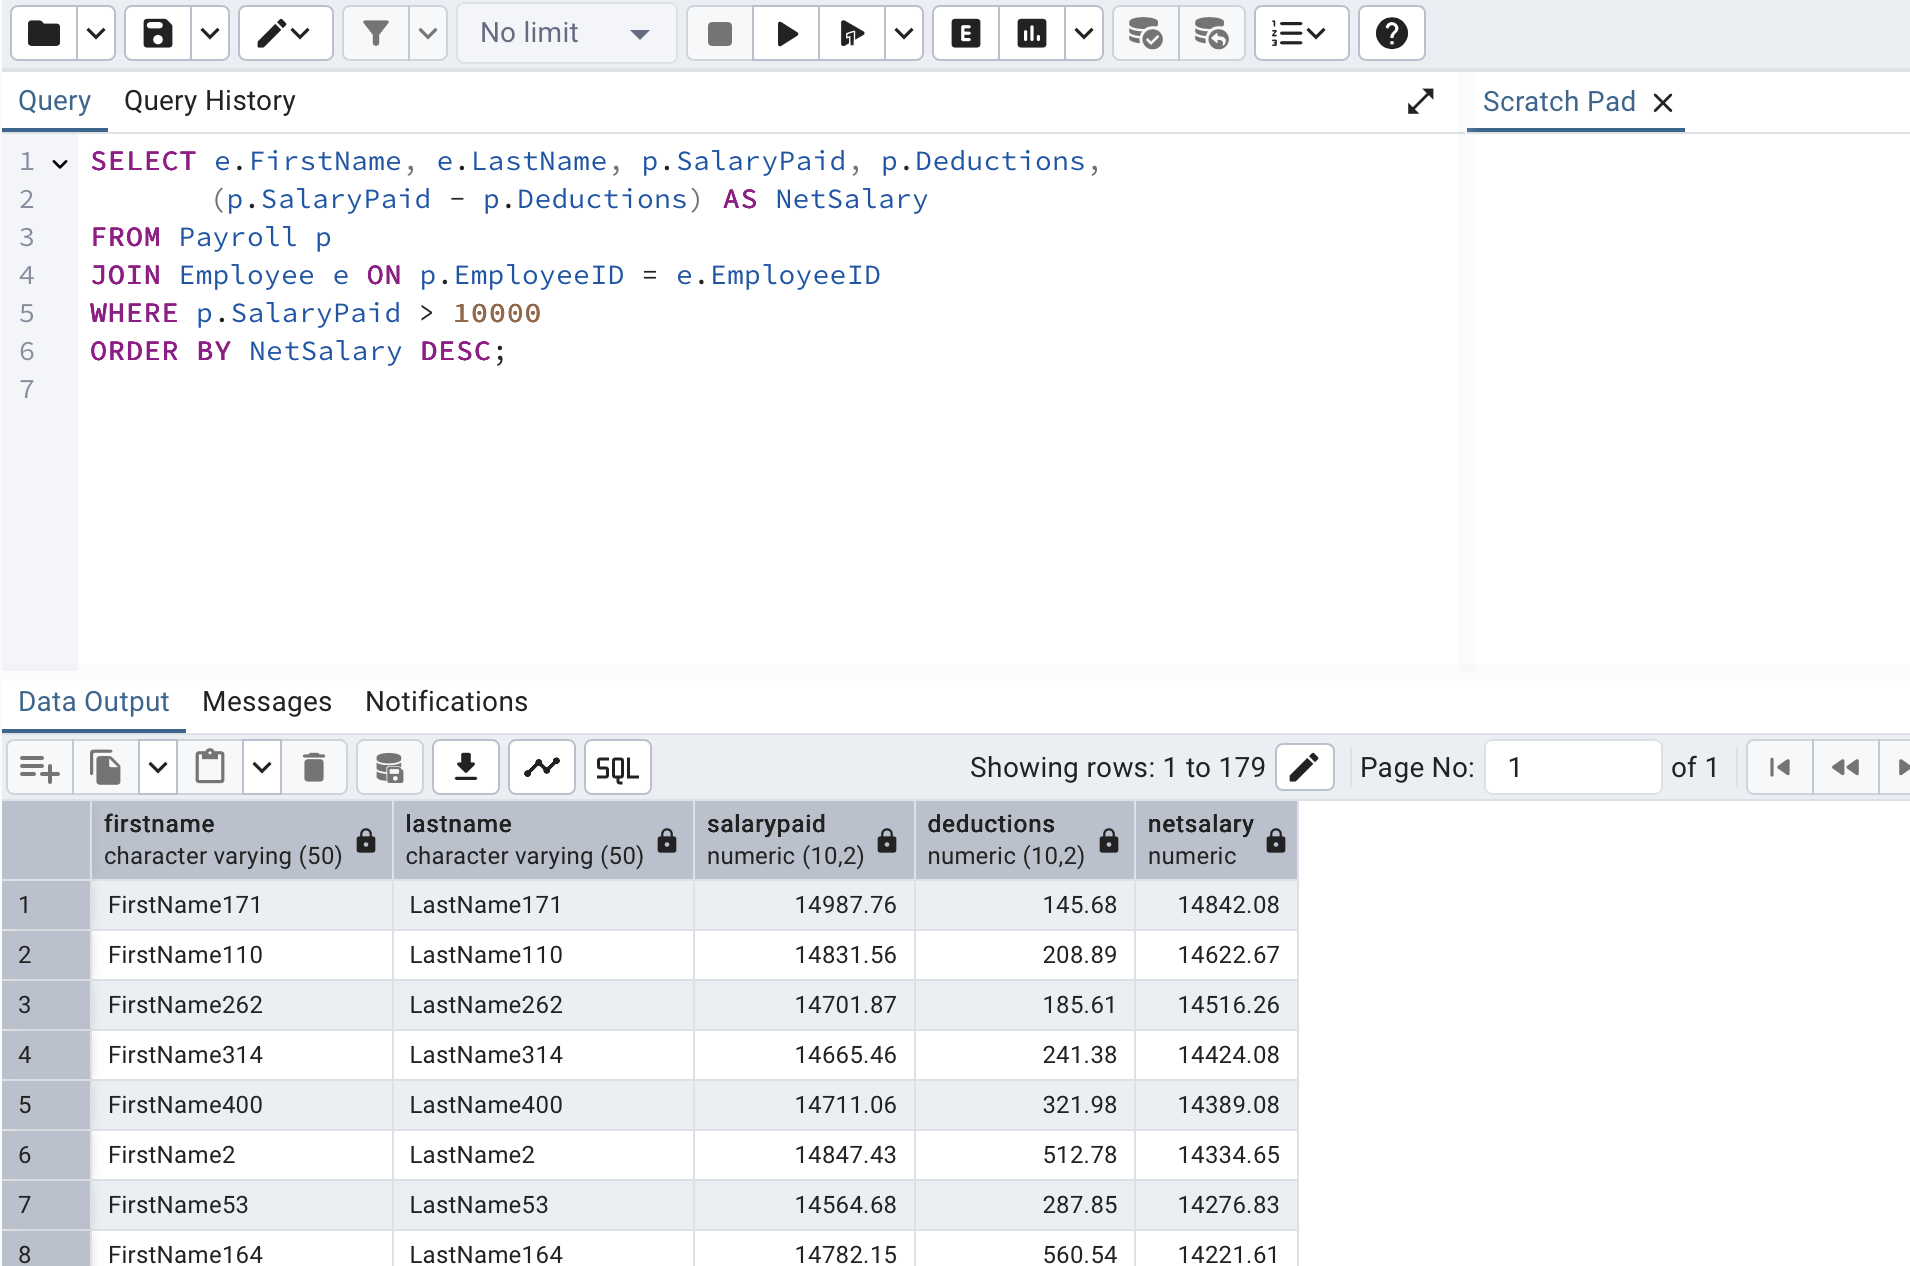 No limit
E
Query Query History Scratch Pad
1 SELECT e.FirstName, e.LastName, p.SalaryPaid, p.Deductions,
2 (p.SalaryPaid - p.Deductions) AS NetSalary
3 FROM Payroll p
4 JOIN Employee e ON p.EmployeeID = e.EmployeeID
5 WHERE p.SalaryPaid > 10000
6 ORDER BY NetSalary DESC;
7
Data Output Messages Notifications
SQL Showing rows: 1 to 179 Page No: 1 of 1
firstname lastname salarypaid deductions netsalary
character varying (50) character varying (50) numeric (10,2) numeric (10,2) numeric
1 FirstName171 LastName171 14987.76 145.68 14842.08
2 FirstName110 LastName110 14831.56 208.89 14622.67
3 FirstName262 LastName262 14701.87 185.61 14516.26
4 FirstName314 LastName314 14665.46 241.38 14424.08
5 FirstName400 LastName400 14711.06 321.98 14389.08
6 FirstName2 LastName2 14847.43 512.78 14334.65
7 FirstName53 LastName53 14564.68 287.85 14276.83
8 FirstName164 LastName164 14782.15 560.54 14221.61